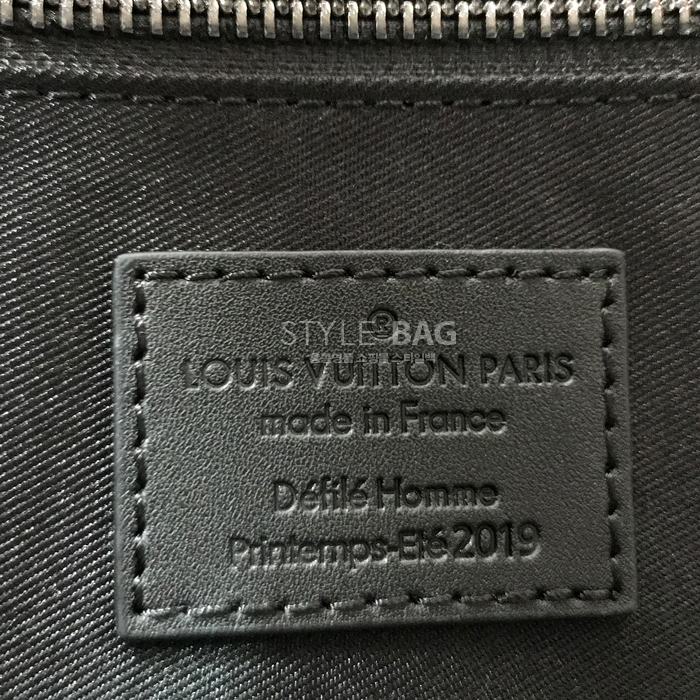 ®
STYLE BAG
LOUIS VUITTON PARIS
made in France
Défilé Homme
Printemps-Eté 2019